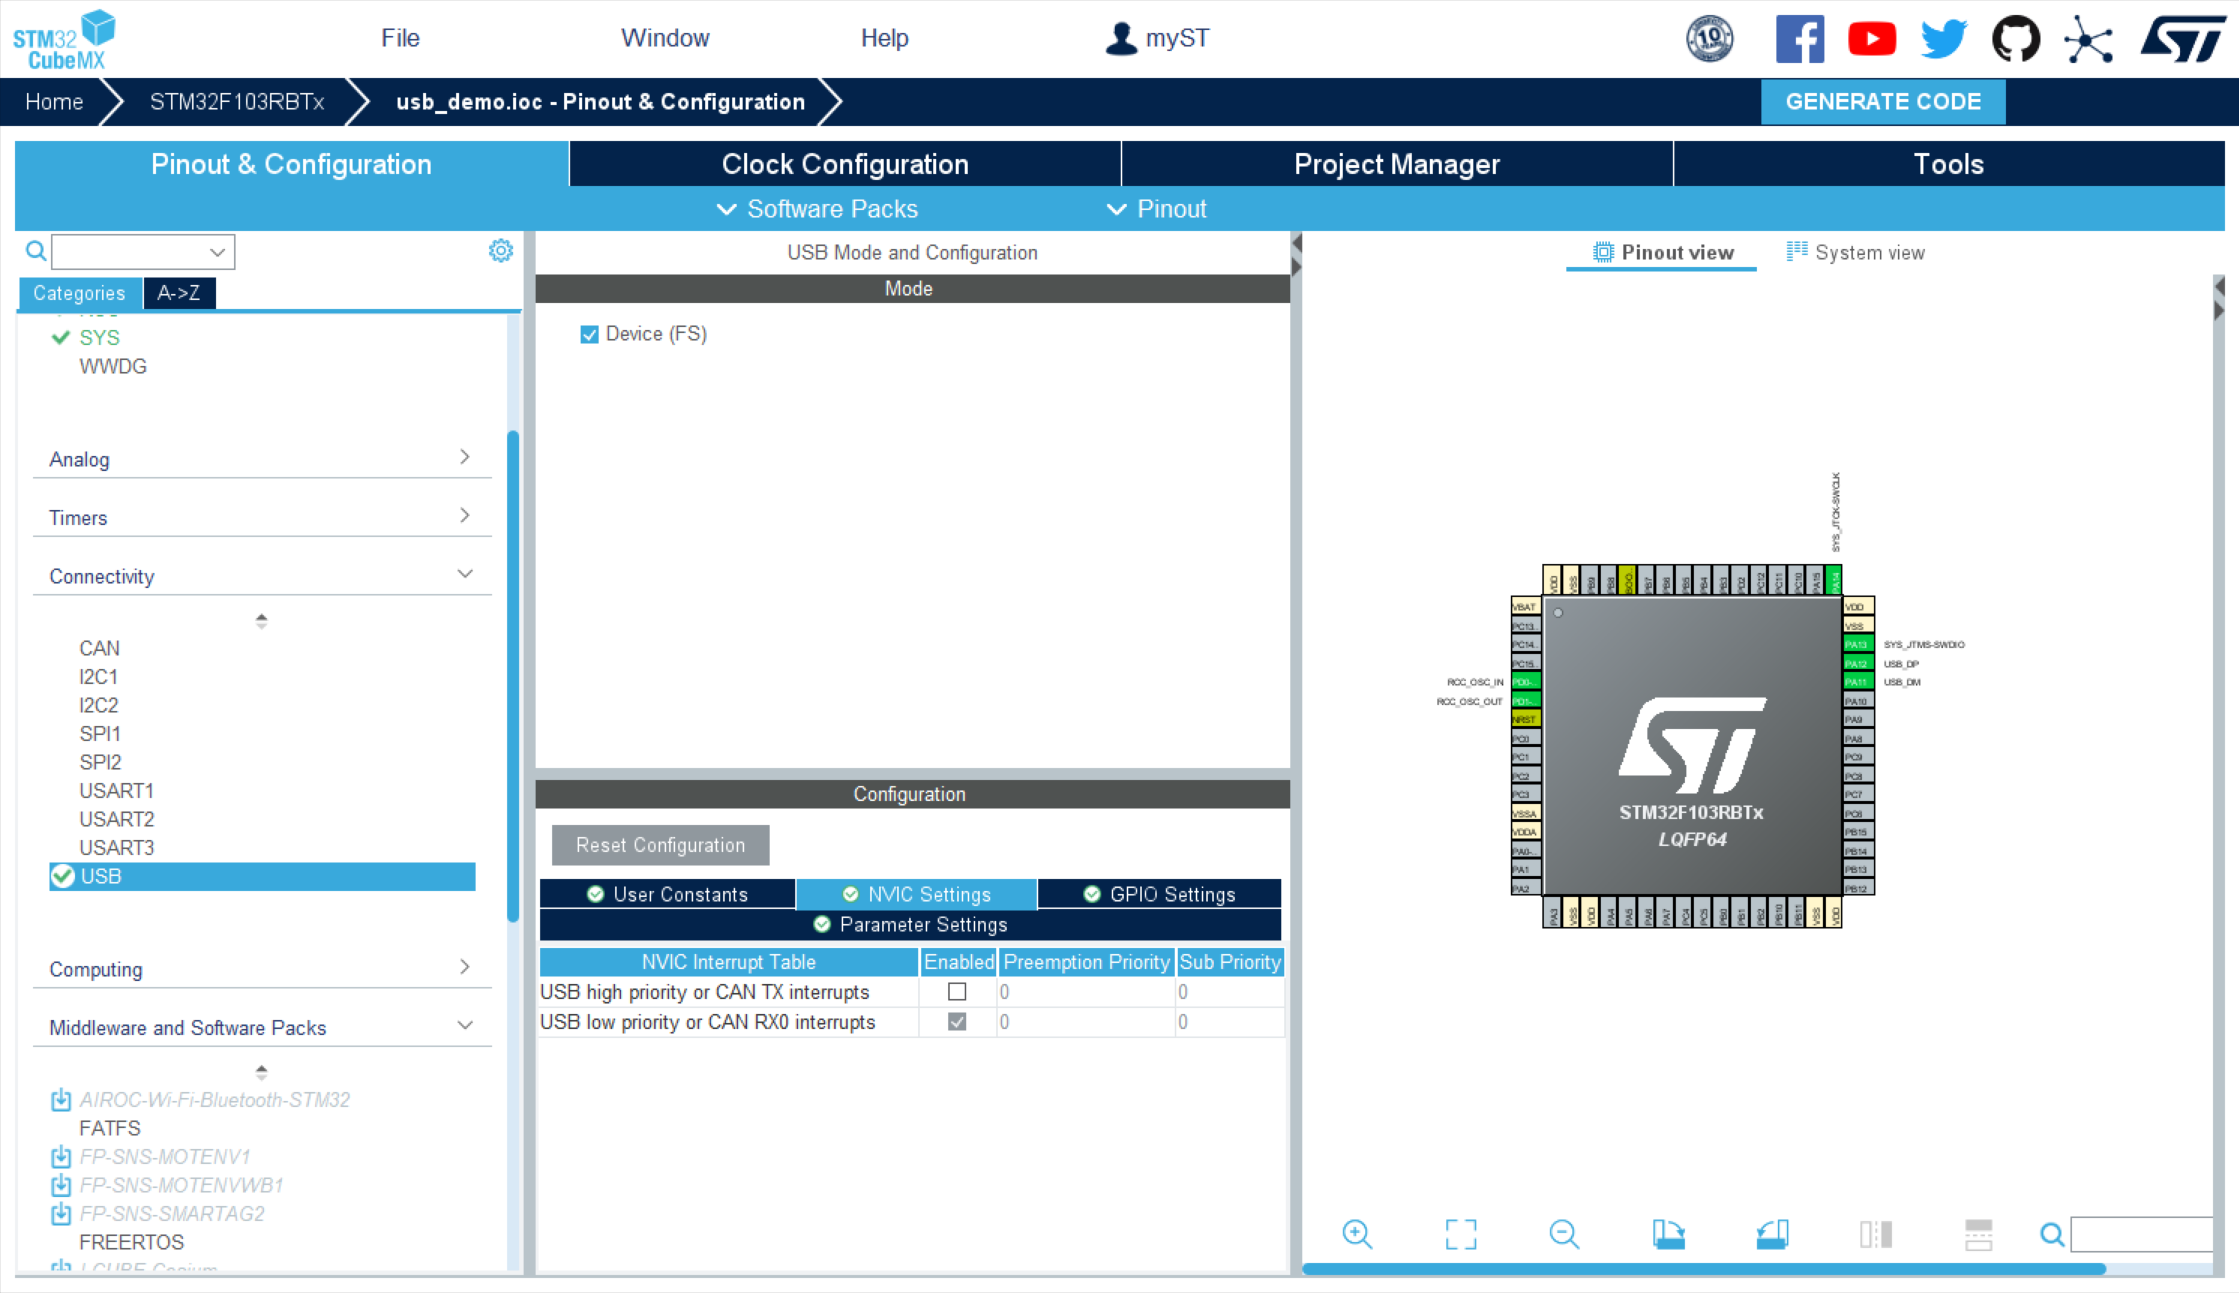 STM32
CubeMX
File
Window
Help
myST
10
YEARS
Home
STM32F103RBTx
usb_demo.ioc - Pinout & Configuration
GENERATE CODE
Pinout & Configuration
Clock Configuration
Project Manager
Tools
Software Packs
Pinout
Categories
A->Z
SYS
WWDG
Analog
Timers
Connectivity
CAN
I2C1
I2C2
SPI1
SPI2
USART1
USART2
USART3
USB
Computing
Middleware and Software Packs
AIROC-Wi-Fi-Bluetooth-STM32
FATFS
FP-SNS-MOTENV1
FP-SNS-MOTENVWB1
FP-SNS-SMARTAG2
FREERTOS
USB Mode and Configuration
Mode
Device (FS)
Configuration
Reset Configuration
User Constants
NVIC Settings
GPIO Settings
Parameter Settings
NVIC Interrupt Table Enabled Preemption Priority Sub Priority
USB high priority or CAN TX interrupts 0 0
USB low priority or CAN RX0 interrupts 0 0
Pinout view
System view
SYS_JTCK-SWCLK
VDD VSS PB9 PB8 BOO.. PB7 PB6 PB5 PB4 PB3 PD2 PC12 PC11 PC10 PA15 PA14
VBAT
PC13..
PC14..
PC15..
RCC_OSC_IN PD0-..
RCC_OSC_OUT PD1-..
NRST
PC0
PC1
PC2
PC3
VSSA
VDDA
PA0-..
PA1
PA2
STM32F103RBTx
LQFP64
VDD
VSS
PA13 SYS_JTMS-SWDIO
PA12 USB_DP
PA11 USB_DM
PA10
PA9
PA8
PC9
PC8
PC7
PC6
PB15
PB14
PB13
PB12
PA3 VSS VDD PA4 PA5 PA6 PA7 PC4 PC5 PB0 PB1 PB2 PB10 PB11 VSS VDD